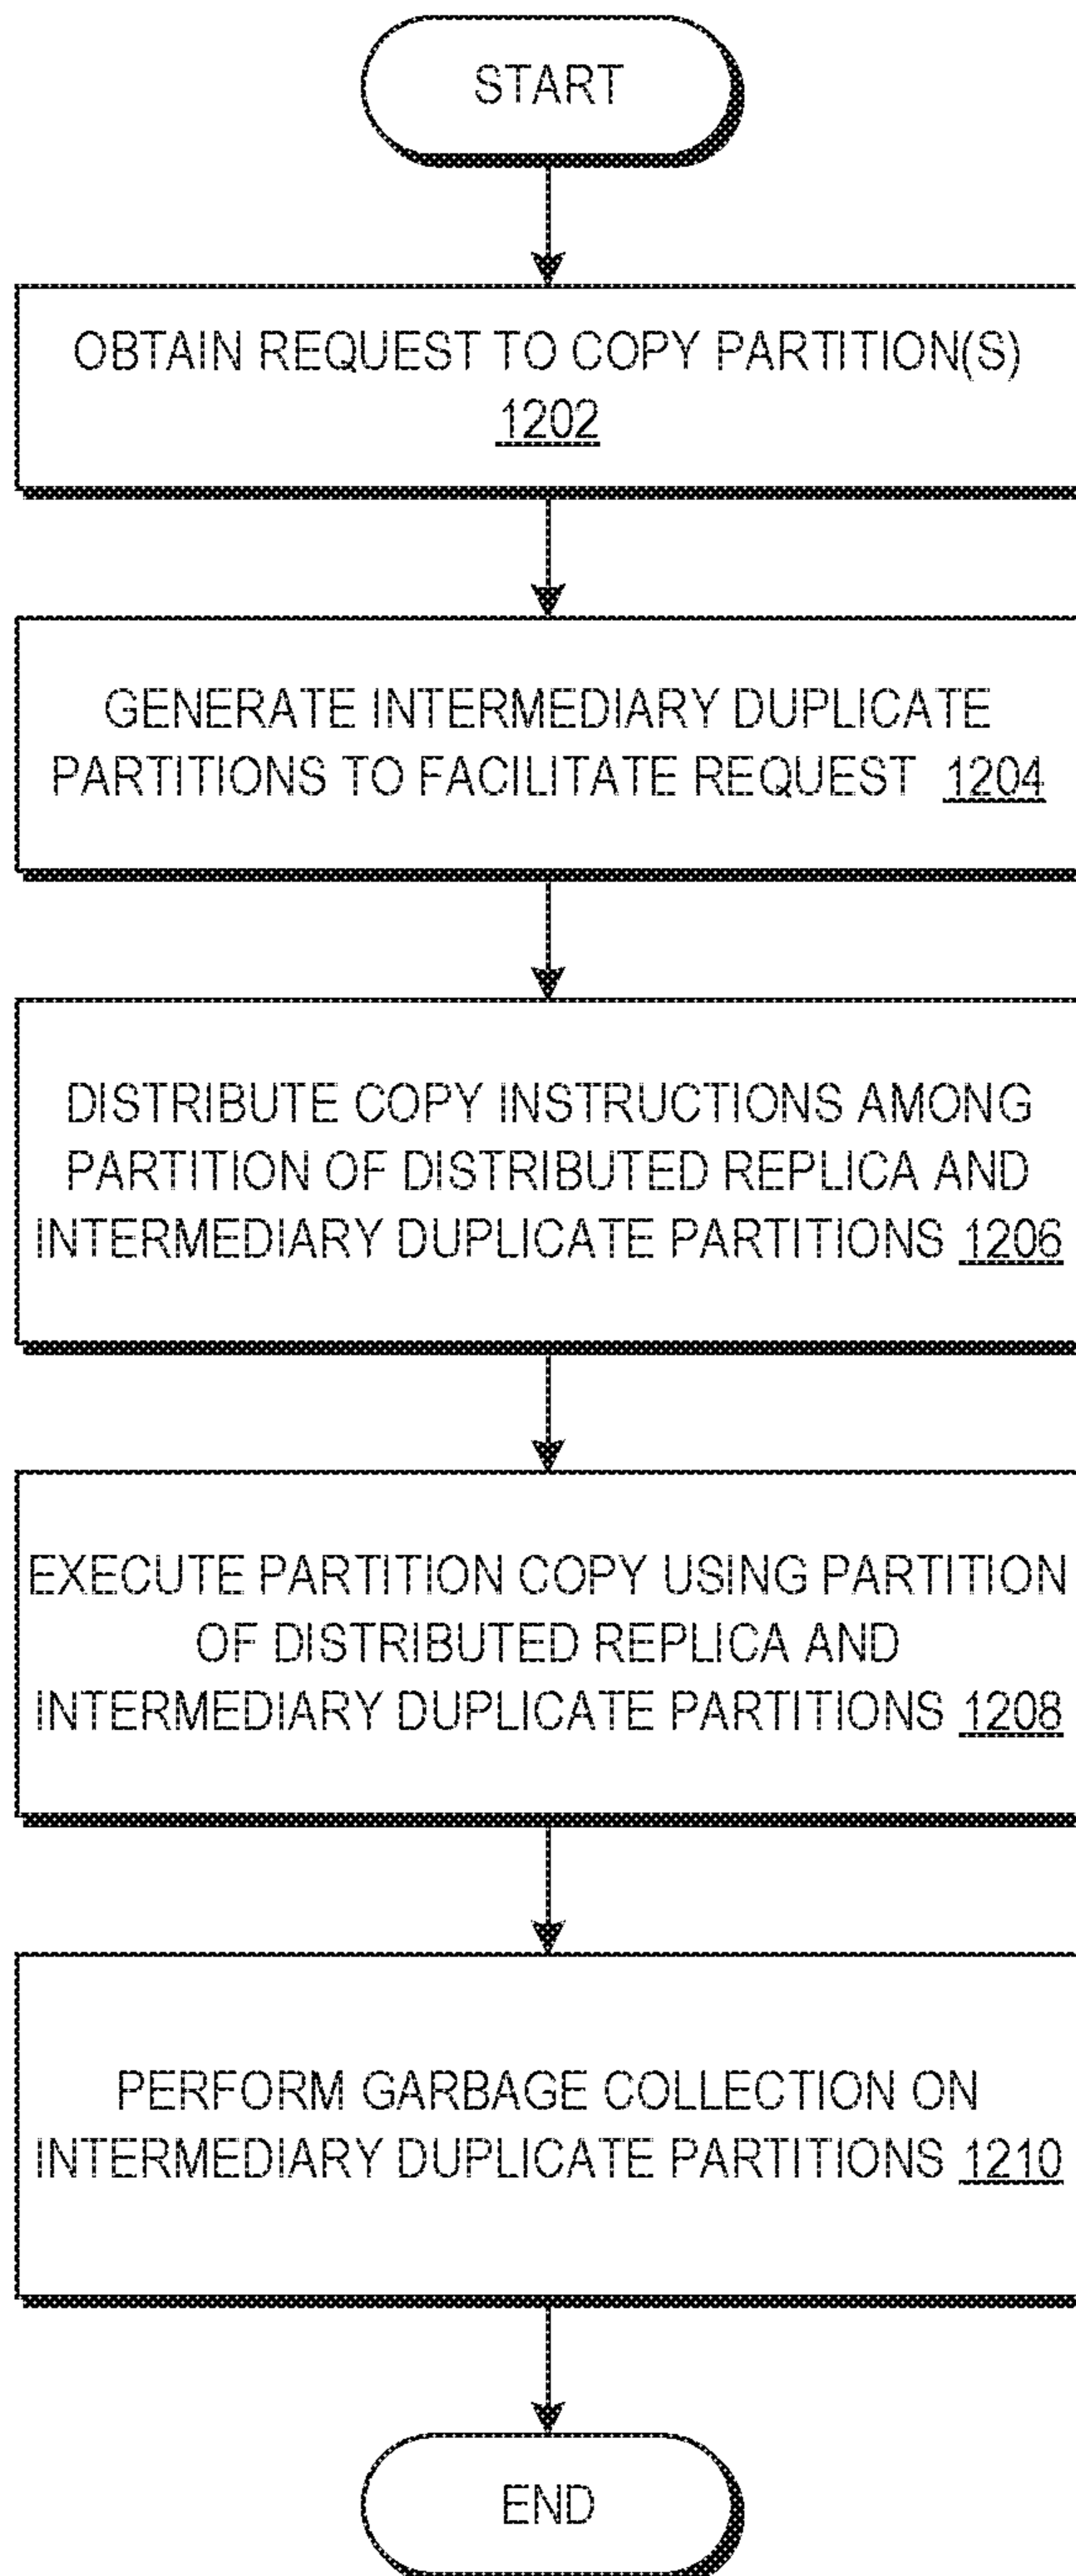 START
OBTAIN REQUEST TO COPY PARTITION(S)
1202
GENERATE INTERMEDIARY DUPLICATE
PARTITIONS TO FACILITATE REQUEST 1204
DISTRIBUTE COPY INSTRUCTIONS AMONG
PARTITION OF DISTRIBUTED REPLICA AND
INTERMEDIARY DUPLICATE PARTITIONS 1206
EXECUTE PARTITION COPY USING PARTITION
OF DISTRIBUTED REPLICA AND
INTERMEDIARY DUPLICATE PARTITIONS 1208
PERFORM GARBAGE COLLECTION ON
INTERMEDIARY DUPLICATE PARTITIONS 1210
END